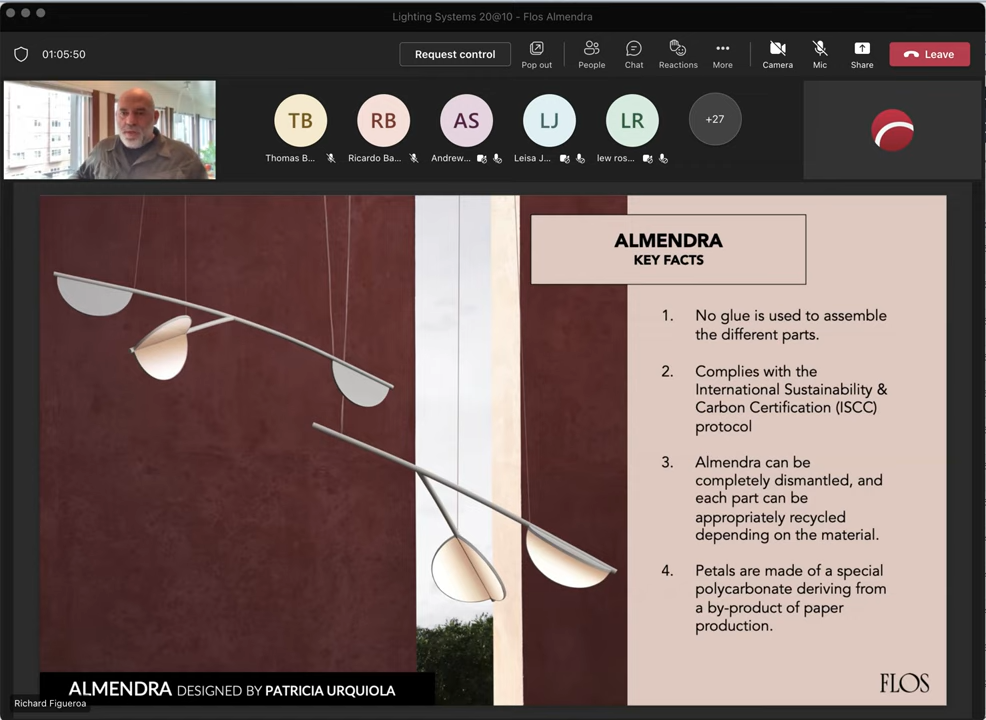 Lighting Systems 20@10 - Flos Almendra
01:05:50
Request control
Pop out
People
Chat
Reactions
More
Camera
Mic
Share
Leave
TB
RB
AS
LJ
LR
+27
Thomas B...
Ricardo Ba...
Andrew...
Leisa J...
lew ros...
ALMENDRA
KEY FACTS
1. No glue is used to assemble
the different parts.
2. Complies with the
International Sustainability &
Carbon Certification (ISCC)
protocol
3. Almendra can be
completely dismantled, and
each part can be
appropriately recycled
depending on the material.
4. Petals are made of a special
polycarbonate deriving from
a by-product of paper
production.
ALMENDRA DESIGNED BY PATRICIA URQUIOLA
FLOS
Richard Figueroa